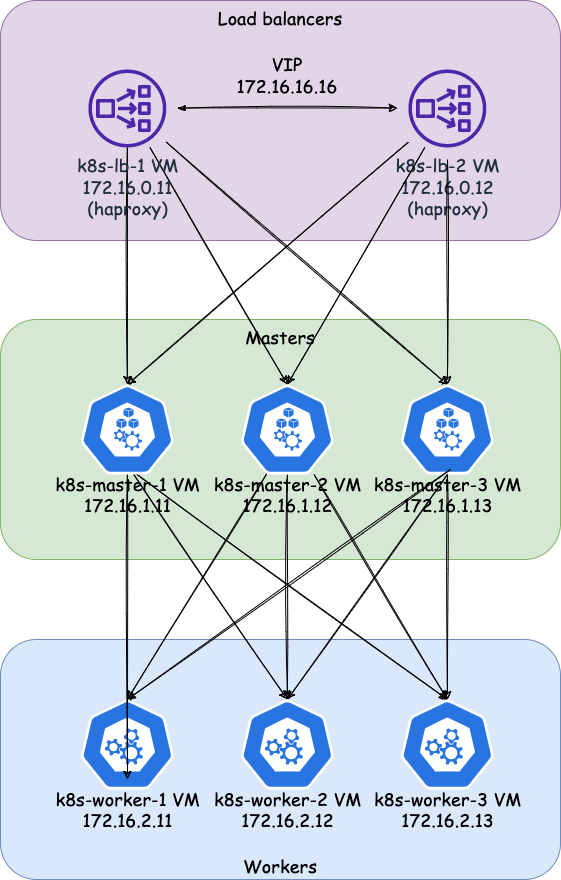 Load balancers
VIP
172.16.16.16
k8s-lb-1 VM
172.16.0.11
(haproxy)
k8s-lb-2 VM
172.16.0.12
(haproxy)
Masters
k8s-master-1 VM
172.16.1.11
k8s-master-2 VM
172.16.1.12
k8s-master-3 VM
172.16.1.13
k8s-worker-1 VM
172.16.2.11
k8s-worker-2 VM
172.16.2.12
k8s-worker-3 VM
172.16.2.13
Workers